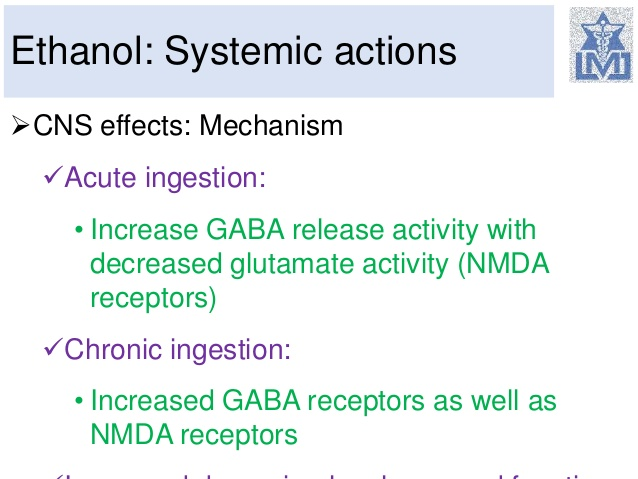 Ethanol: Systemic actions
LMJ
➢CNS effects: Mechanism
✓Acute ingestion:
• Increase GABA release activity with
decreased glutamate activity (NMDA
receptors)
✓Chronic ingestion:
• Increased GABA receptors as well as
NMDA receptors